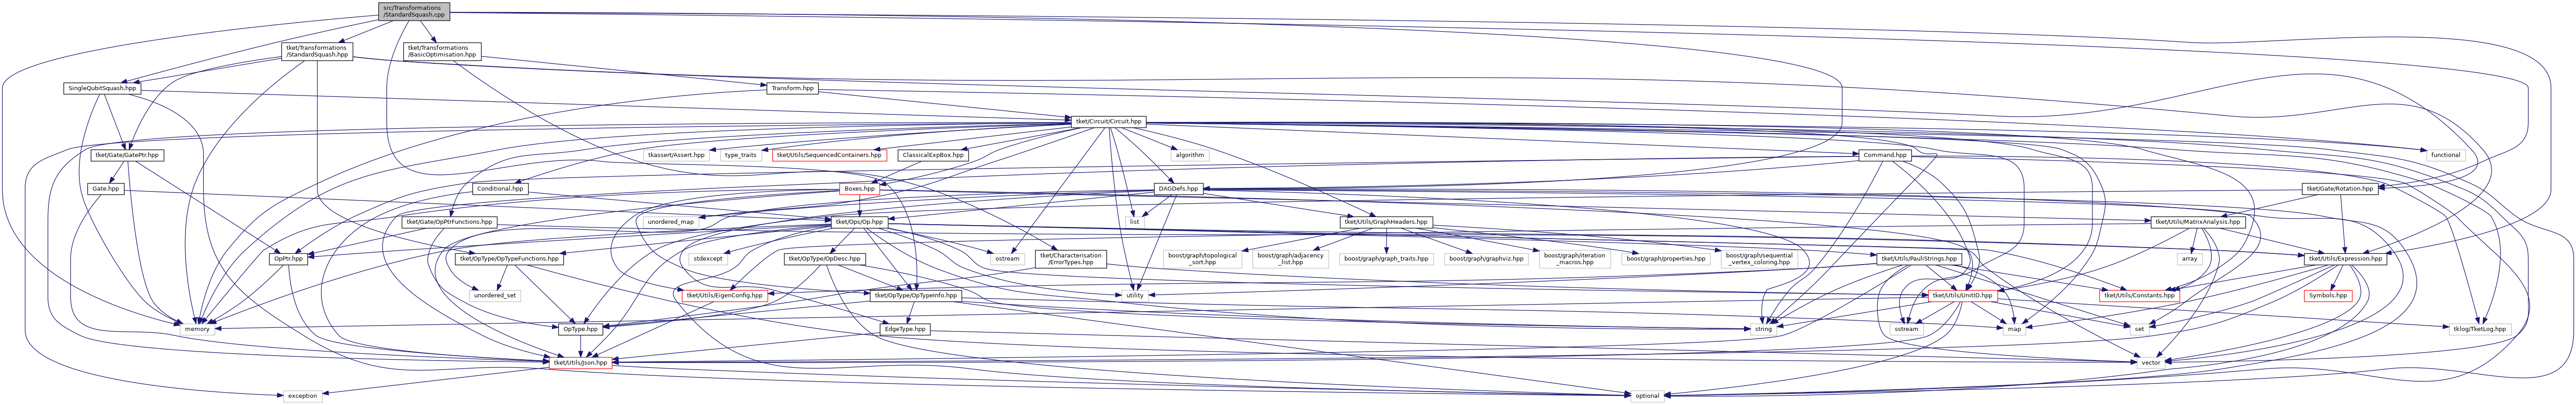 src/Transformations
/StandardSquash.cpp
tket/Transformations
/StandardSquash.hpp
tket/Transformations
/BasicOptimisation.hpp
SingleQubitSquash.hpp
Transform.hpp
tket/Circuit/Circuit.hpp
tket/Gate/GatePtr.hpp
tkassert/Assert.hpp
type_traits
tket/Utils/SequencedContainers.hpp
ClassicalExpBox.hpp
algorithm
Command.hpp
functional
Gate.hpp
Conditional.hpp
Boxes.hpp
DAGDefs.hpp
tket/Gate/Rotation.hpp
tket/Gate/OpPtrFunctions.hpp
unordered_map
tket/Ops/Op.hpp
list
tket/Utils/GraphHeaders.hpp
tket/Utils/MatrixAnalysis.hpp
OpPtr.hpp
tket/OpType/OpTypeFunctions.hpp
stdexcept
tket/OpType/OpDesc.hpp
ostream
tket/Characterisation
/ErrorTypes.hpp
boost/graph/topological
_sort.hpp
boost/graph/adjacency
_list.hpp
boost/graph/graph_traits.hpp
boost/graph/graphviz.hpp
boost/graph/iteration
_macros.hpp
boost/graph/properties.hpp
boost/graph/sequential
_vertex_coloring.hpp
tket/Utils/PauliStrings.hpp
array
tket/Utils/Expression.hpp
unordered_set
tket/Utils/EigenConfig.hpp
tket/OpType/OpTypeInfo.hpp
utility
tket/Utils/UnitID.hpp
tket/Utils/Constants.hpp
Symbols.hpp
memory
OpType.hpp
EdgeType.hpp
string
sstream
map
set
tklog/TketLog.hpp
tket/Utils/Json.hpp
vector
exception
optional